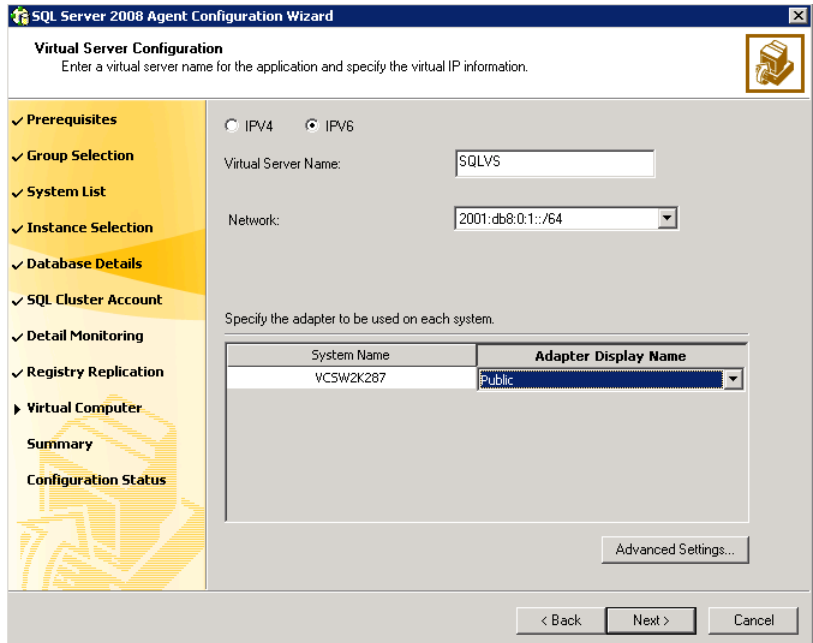 SQL Server 2008 Agent Configuration Wizard
Virtual Server Configuration
Enter a virtual server name for the application and specify the virtual IP information.
Prerequisites
Group Selection
System List
Instance Selection
Database Details
SQL Cluster Account
Detail Monitoring
Registry Replication
Virtual Computer
Summary
Configuration Status
IPV4 IPV6
Virtual Server Name: SQLVS
Network: 2001:db8:0:1::/64
Specify the adapter to be used on each system.
System Name Adapter Display Name
VCSW2K287 Public
Advanced Settings...
< Back Next > Cancel